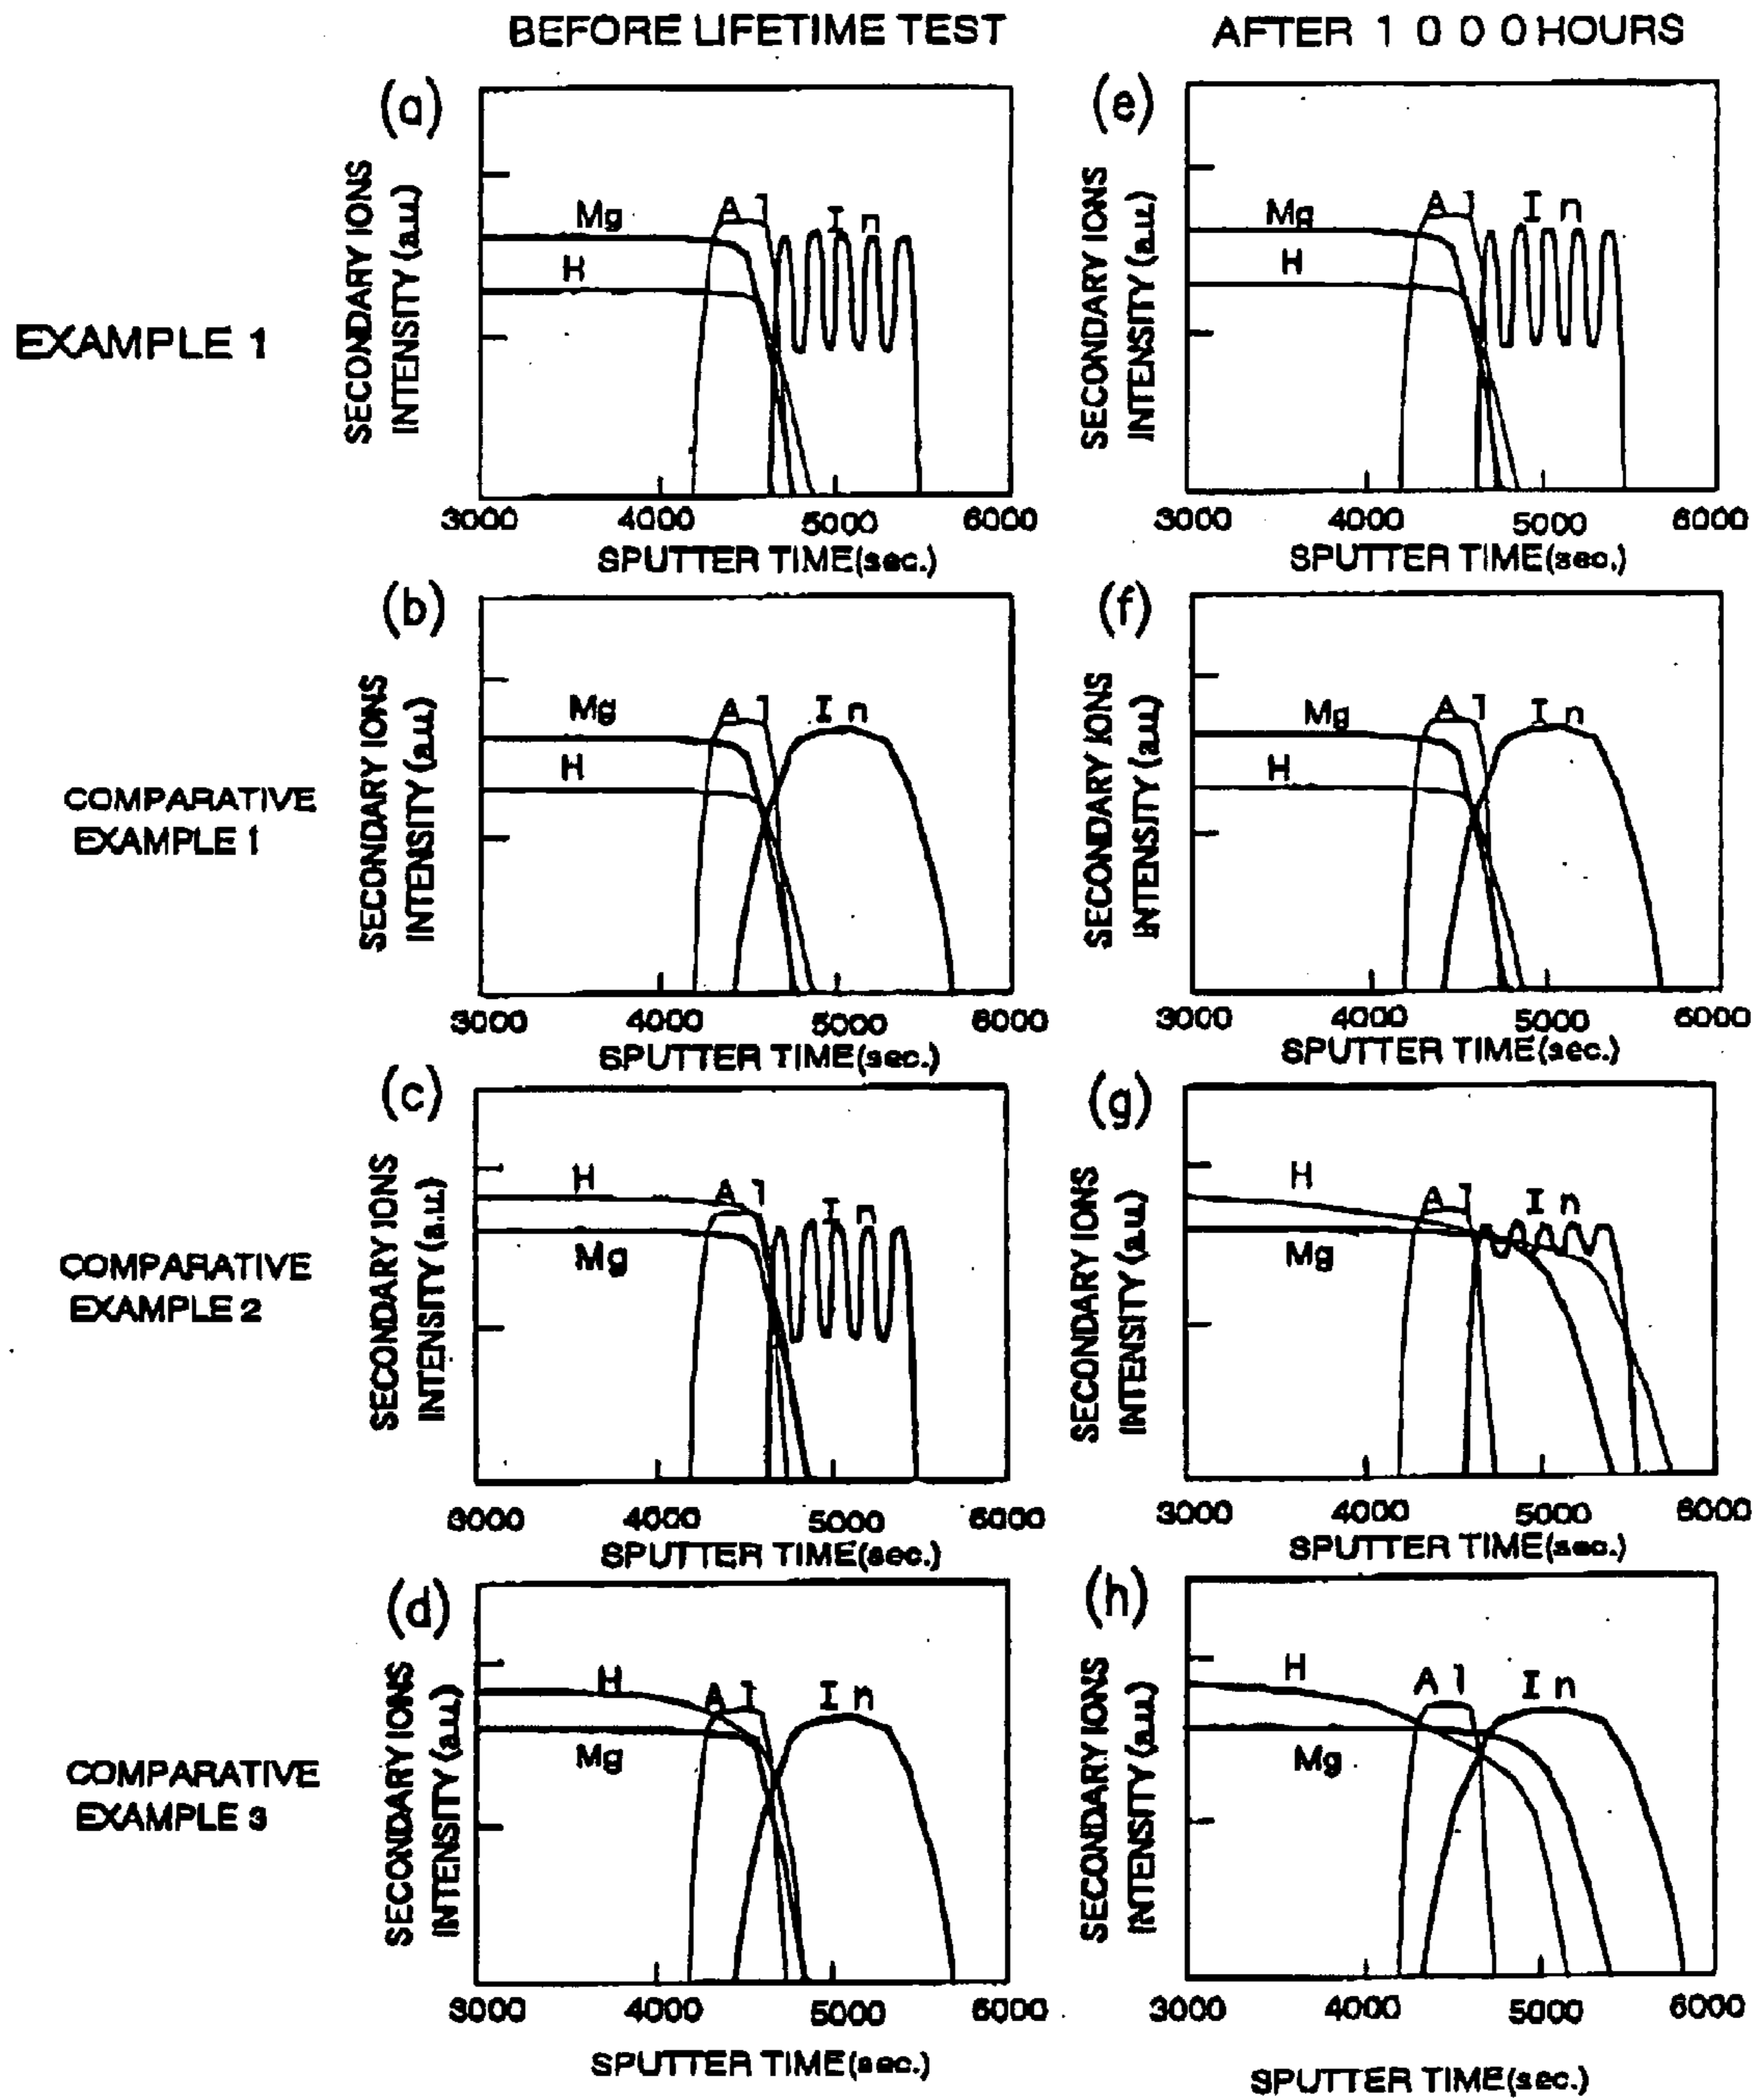 BEFORE LIFETIME TEST
AFTER 1 0 0 0 HOURS
EXAMPLE 1
(a)
SECONDARY IONS
INTENSITY (a.u.)
Mg
H
Al
In
3000 4000 5000 6000
SPUTTER TIME(sec.)
(e)
SECONDARY IONS
INTENSITY (a.u.)
Mg
H
Al
In
3000 4000 5000 6000
SPUTTER TIME(sec.)
COMPARATIVE
EXAMPLE 1
(b)
SECONDARY IONS
INTENSITY (a.u.)
Mg
H
Al
In
3000 4000 5000 6000
SPUTTER TIME(sec.)
(f)
SECONDARY IONS
INTENSITY (a.u.)
Mg
H
Al
In
3000 4000 5000 6000
SPUTTER TIME(sec.)
COMPARATIVE
EXAMPLE 2
(c)
SECONDARY IONS
INTENSITY (a.u.)
H
Mg
Al
In
3000 4000 5000 6000
SPUTTER TIME(sec.)
(g)
SECONDARY IONS
INTENSITY (a.u.)
H
Mg
Al
In
3000 4000 5000 6000
SPUTTER TIME(sec.)
COMPARATIVE
EXAMPLE 3
(d)
SECONDARY IONS
INTENSITY (a.u.)
H
Mg
Al
In
3000 4000 5000 6000
SPUTTER TIME(sec.)
(h)
SECONDARY IONS
INTENSITY (a.u.)
H
Mg
Al
In
3000 4000 5000 6000
SPUTTER TIME(sec.)